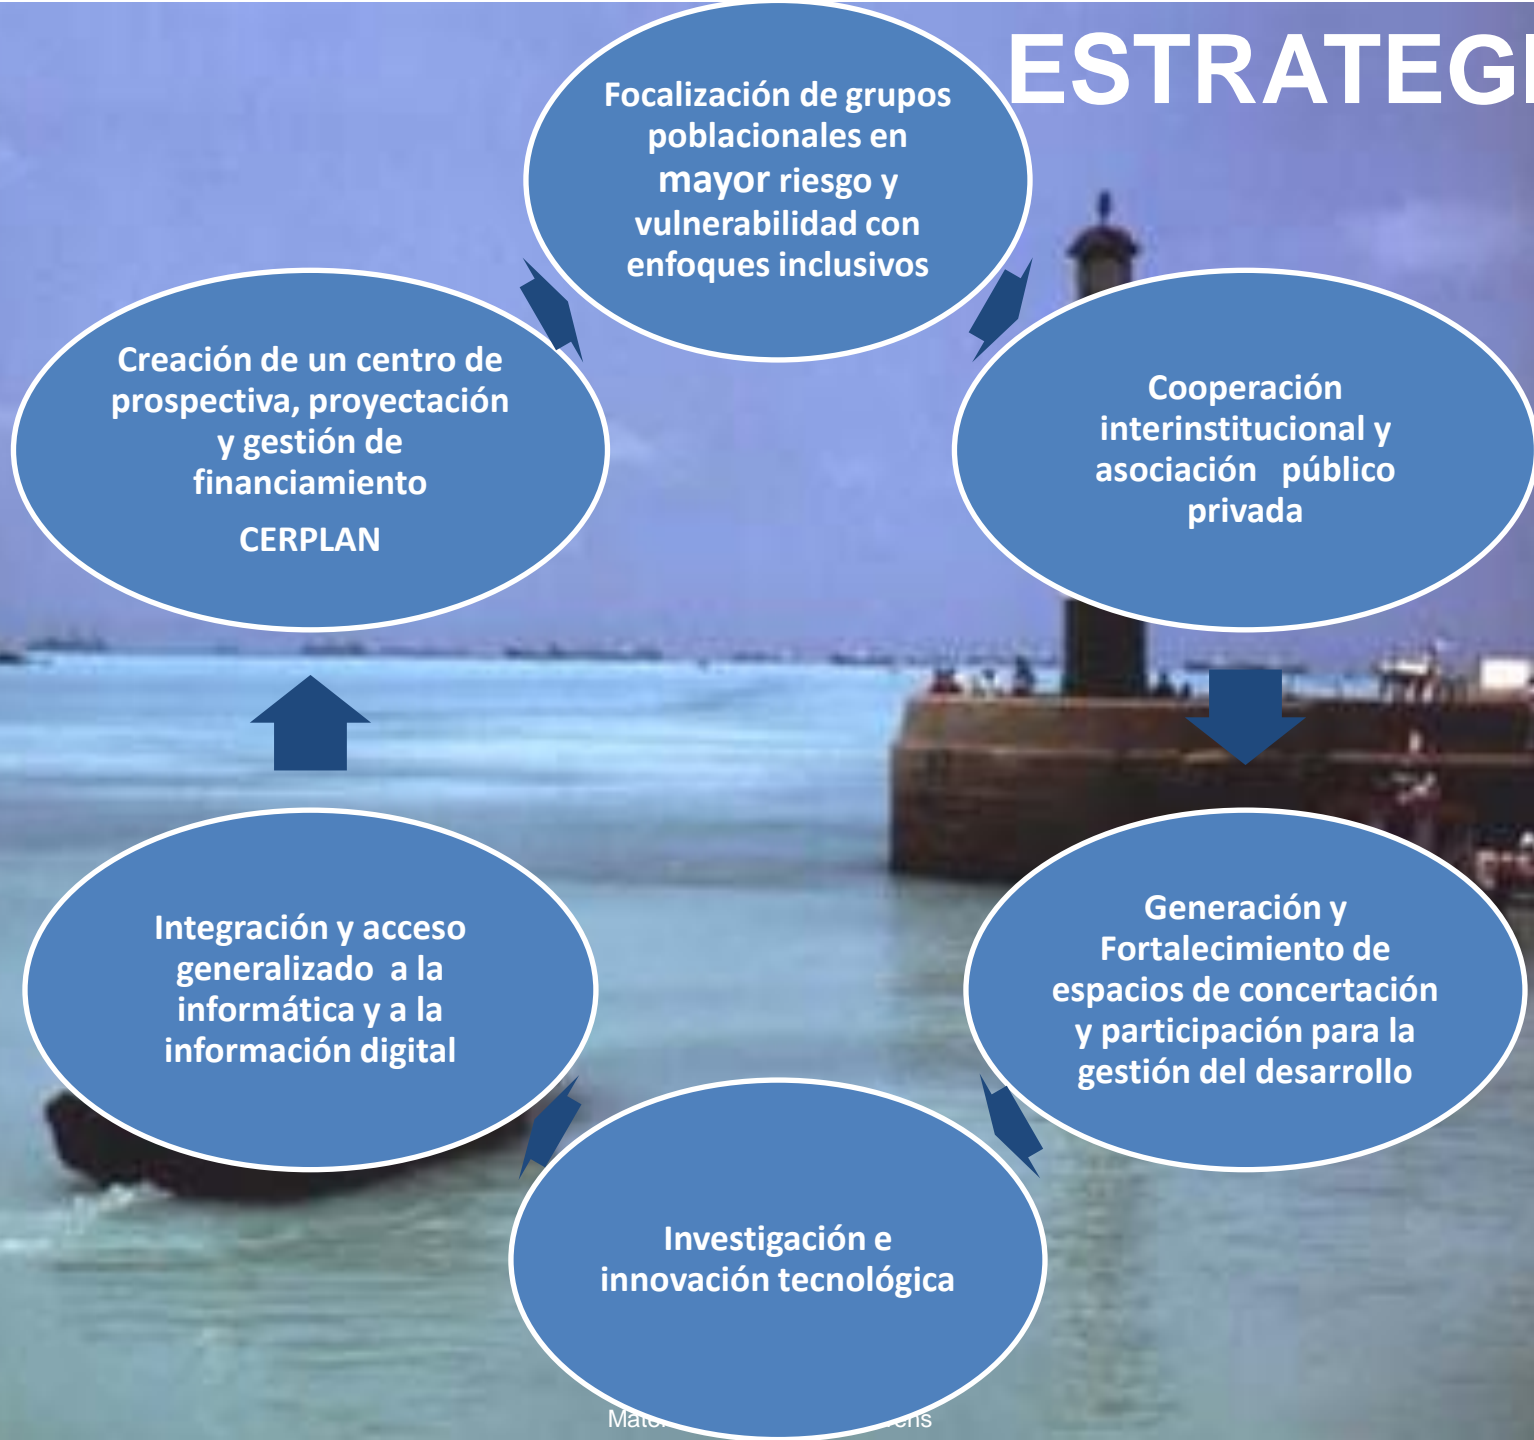 ESTRATEGI
Focalización de grupos
poblacionales en
mayor riesgo y
vulnerabilidad con
enfoques inclusivos
Cooperación
interinstitucional y
asociación público
privada
Generación y
Fortalecimiento de
espacios de concertación
y participación para la
gestión del desarrollo
Investigación e
innovación tecnológica
Integración y acceso
generalizado a la
informática y a la
información digital
Creación de un centro de
prospectiva, proyectación
y gestión de
financiamiento
CERPLAN